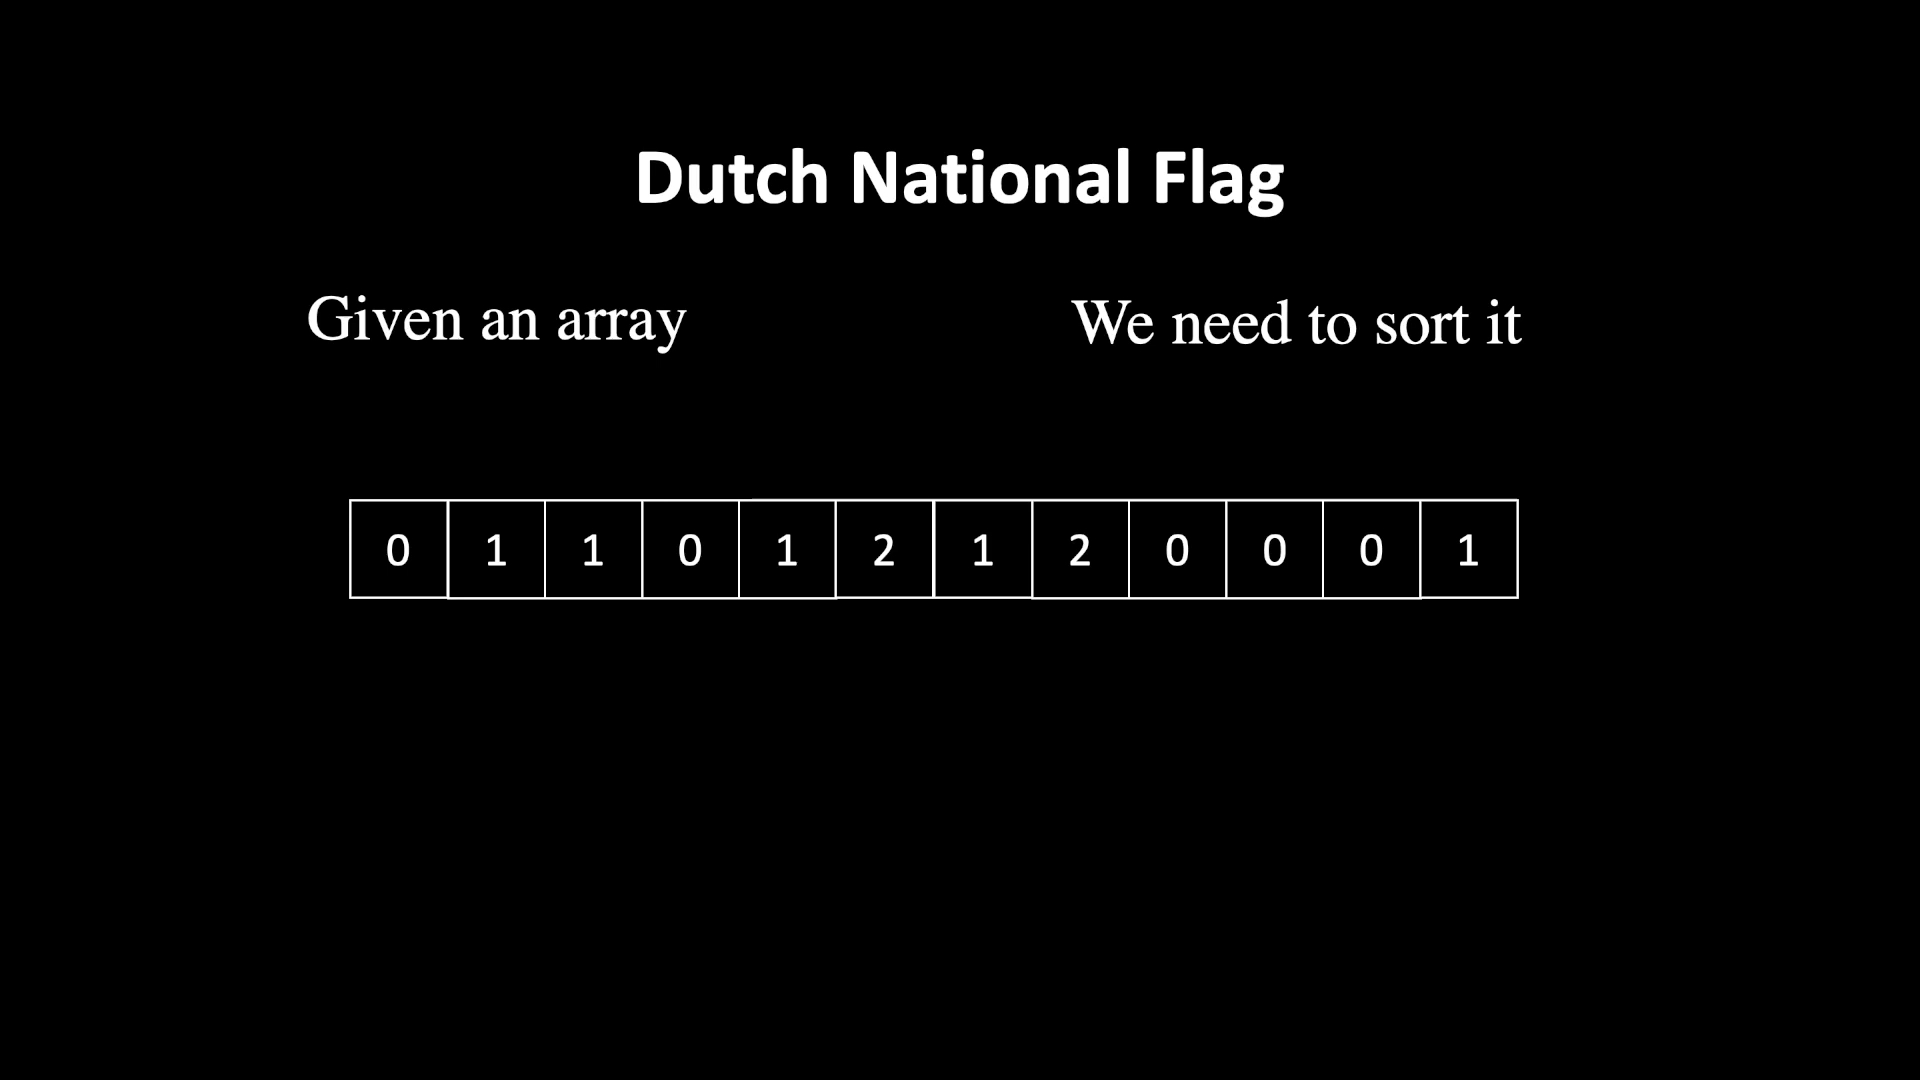 Dutch National Flag
Given an array We need to sort it
0 1 1 0 1 2 1 2 0 0 0 1